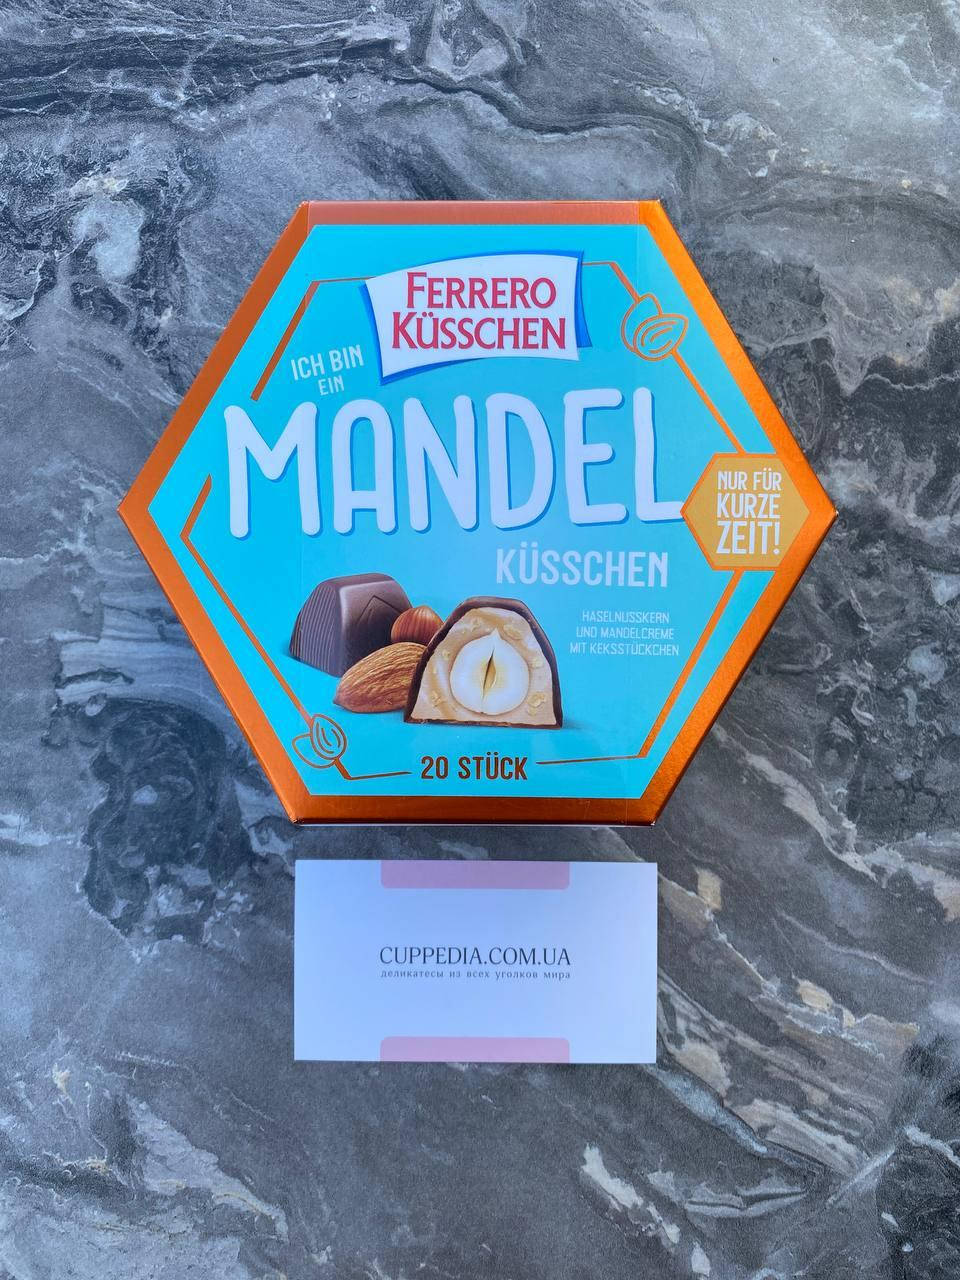 FERRERO
KÜSSCHEN
ICH BIN
EIN
MANDEL
KÜSSCHEN
NUR FÜR
KURZE
ZEIT!
HASELNUSSKERN
UND MANDELCREME
MIT KEKSSTÜCKCHEN
20 STÜCK
CUPPEDIA.COM.UA
деликатесы из всех уголков мира